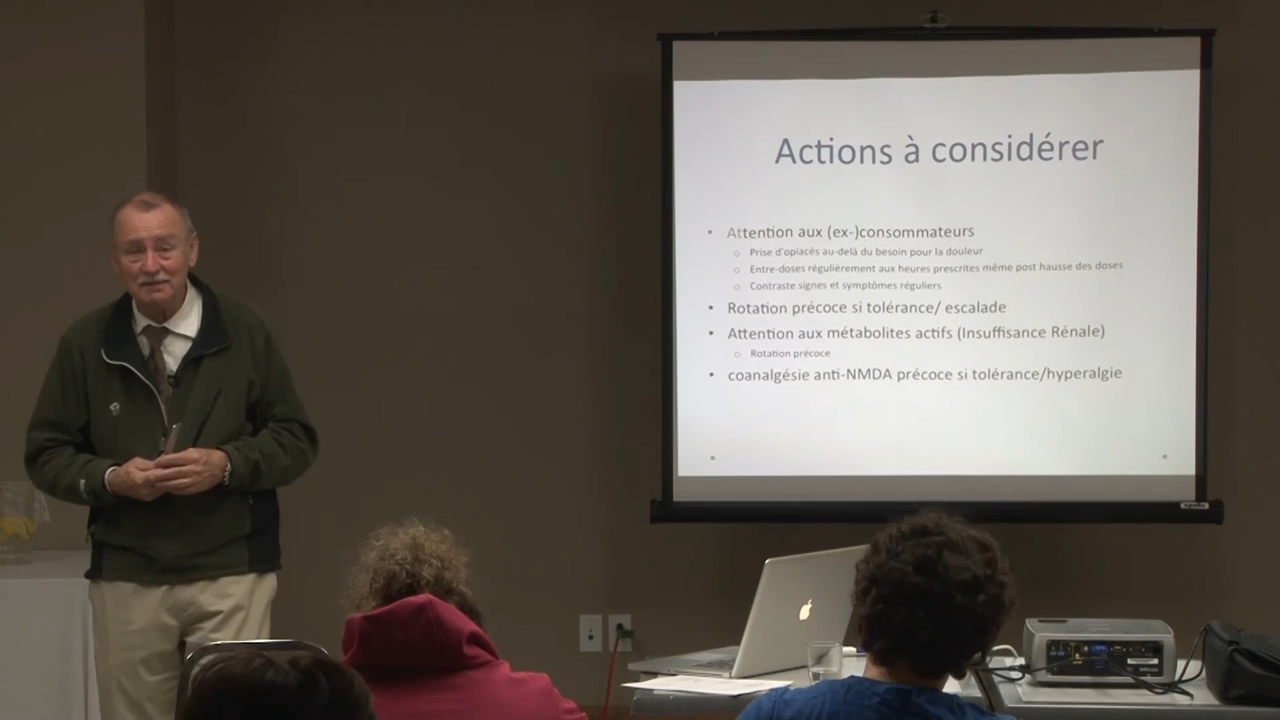 Actions à considérer
• Attention aux (ex-)consommateurs
○ Prise d'opiacés au-delà du besoin pour la douleur
○ Entre-doses régulièrement aux heures prescrites même post hausse des doses
○ Contraste signes et symptômes réguliers
• Rotation précoce si tolérance/ escalade
• Attention aux métabolites actifs (Insuffisance Rénale)
○ Rotation précoce
• coanalgésie anti-NMDA précoce si tolérance/hyperalgie